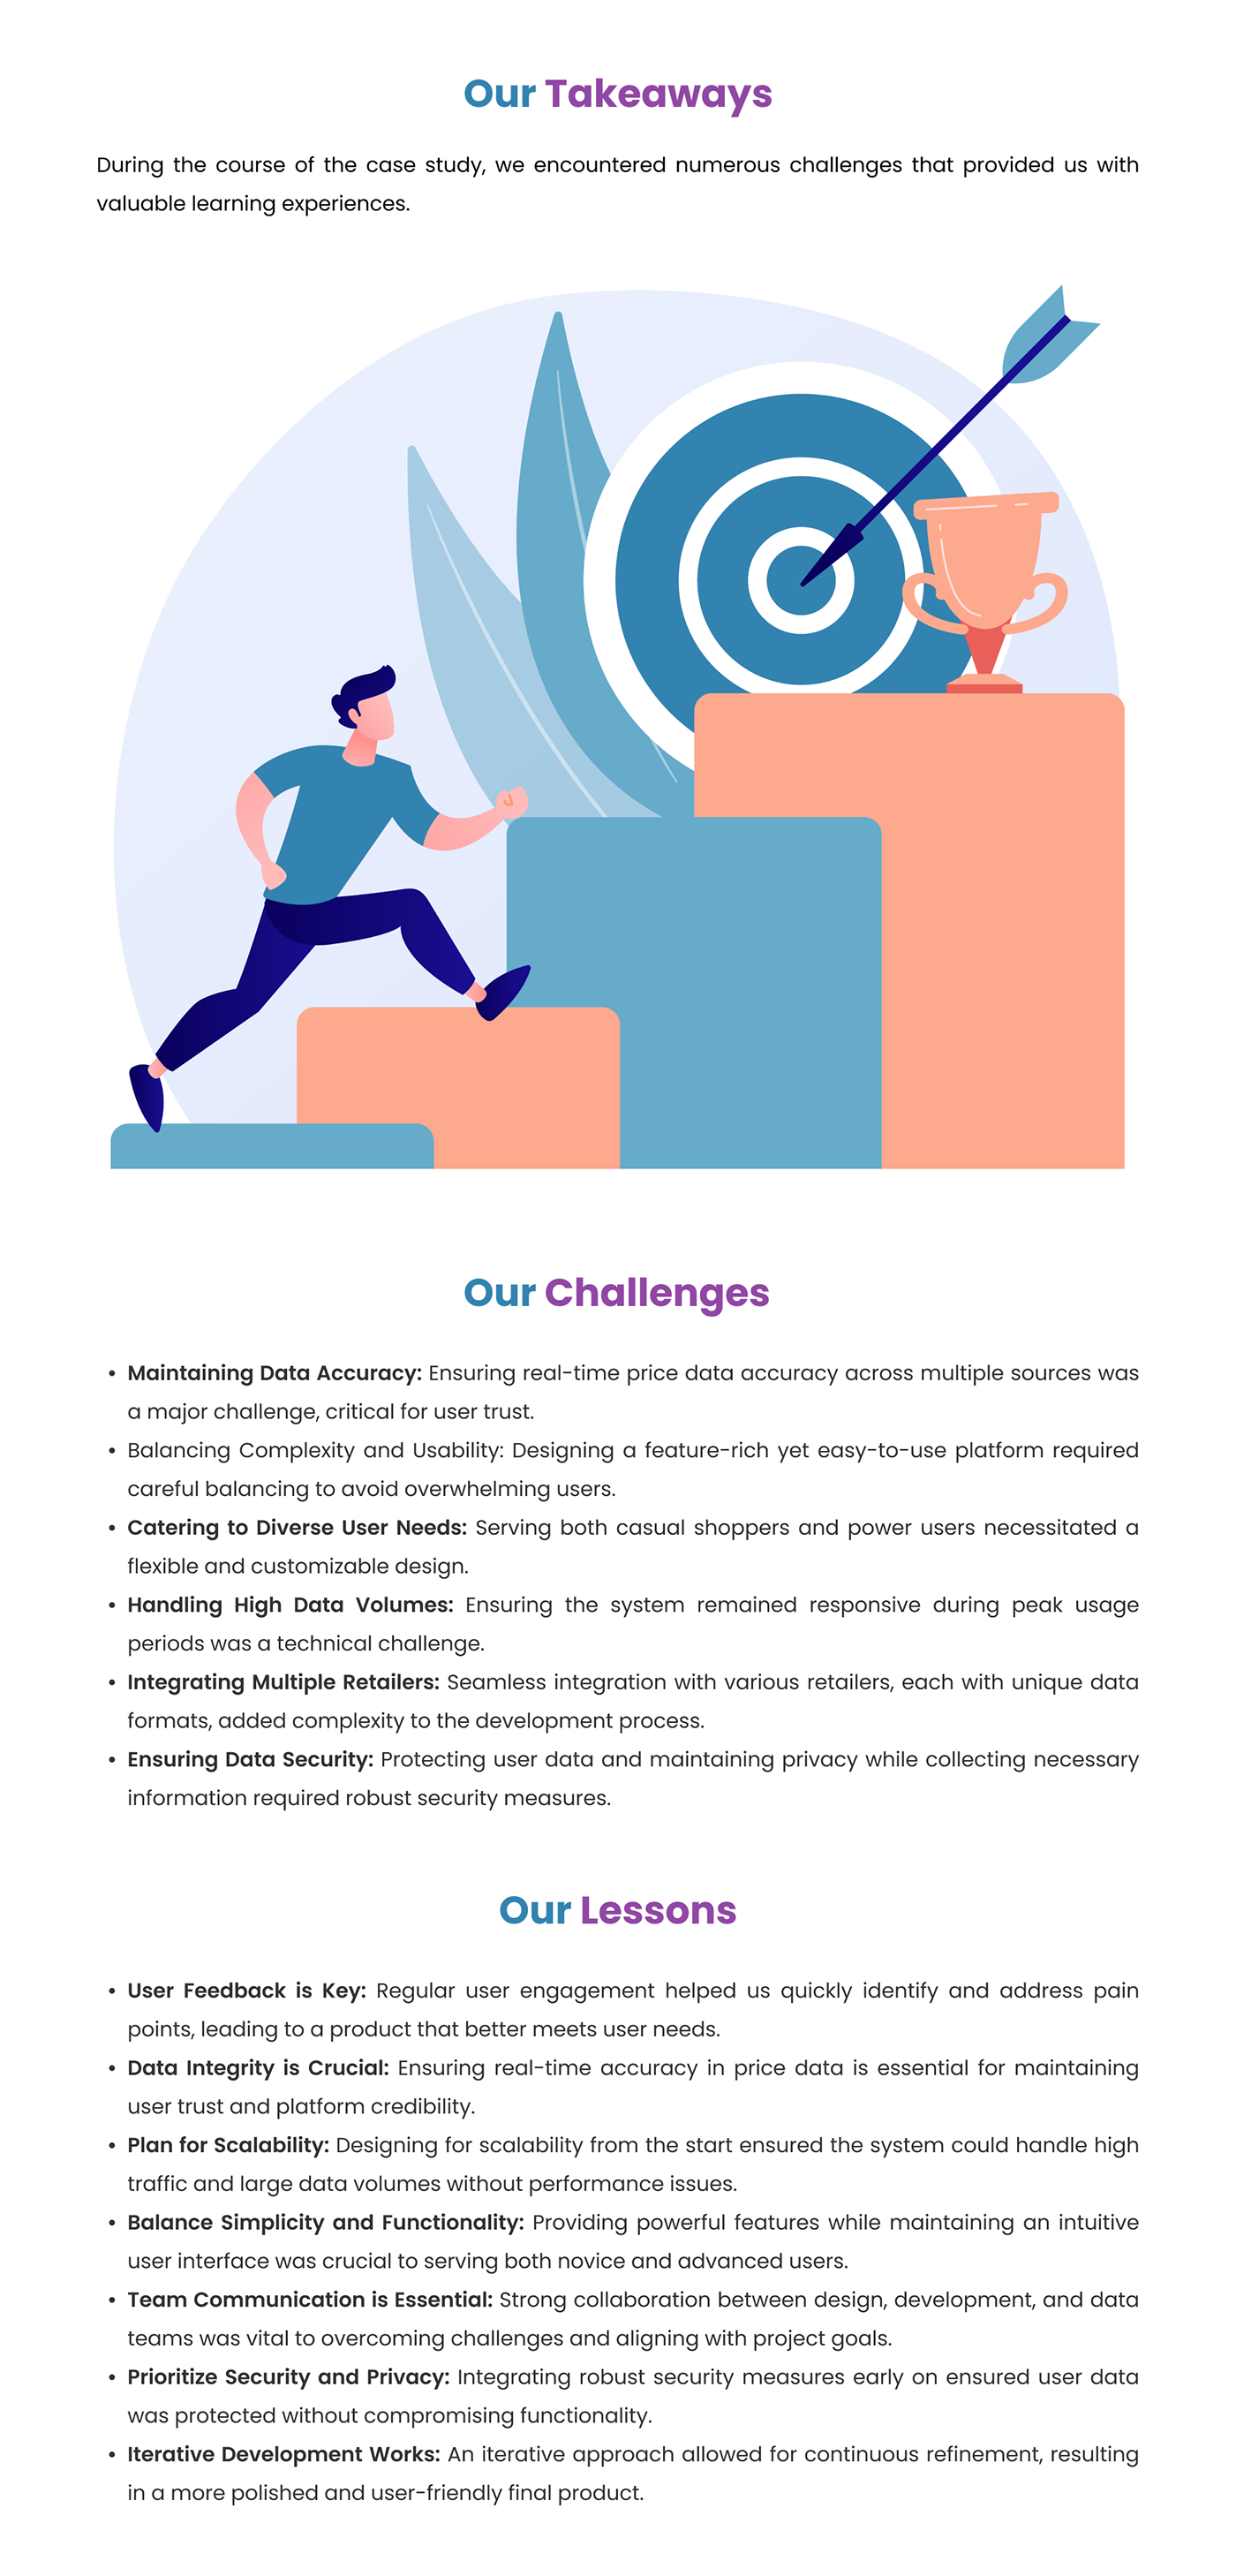 Our Takeaways
During the course of the case study, we encountered numerous challenges that provided us with
valuable learning experiences.
Our Challenges
• Maintaining Data Accuracy: Ensuring real-time price data accuracy across multiple sources was
a major challenge, critical for user trust.
• Balancing Complexity and Usability: Designing a feature-rich yet easy-to-use platform required
careful balancing to avoid overwhelming users.
• Catering to Diverse User Needs: Serving both casual shoppers and power users necessitated a
flexible and customizable design.
• Handling High Data Volumes: Ensuring the system remained responsive during peak usage
periods was a technical challenge.
• Integrating Multiple Retailers: Seamless integration with various retailers, each with unique data
formats, added complexity to the development process.
• Ensuring Data Security: Protecting user data and maintaining privacy while collecting necessary
information required robust security measures.
Our Lessons
• User Feedback is Key: Regular user engagement helped us quickly identify and address pain
points, leading to a product that better meets user needs.
• Data Integrity is Crucial: Ensuring real-time accuracy in price data is essential for maintaining
user trust and platform credibility.
• Plan for Scalability: Designing for scalability from the start ensured the system could handle high
traffic and large data volumes without performance issues.
• Balance Simplicity and Functionality: Providing powerful features while maintaining an intuitive
user interface was crucial to serving both novice and advanced users.
• Team Communication is Essential: Strong collaboration between design, development, and data
teams was vital to overcoming challenges and aligning with project goals.
• Prioritize Security and Privacy: Integrating robust security measures early on ensured user data
was protected without compromising functionality.
• Iterative Development Works: An iterative approach allowed for continuous refinement, resulting
in a more polished and user-friendly final product.